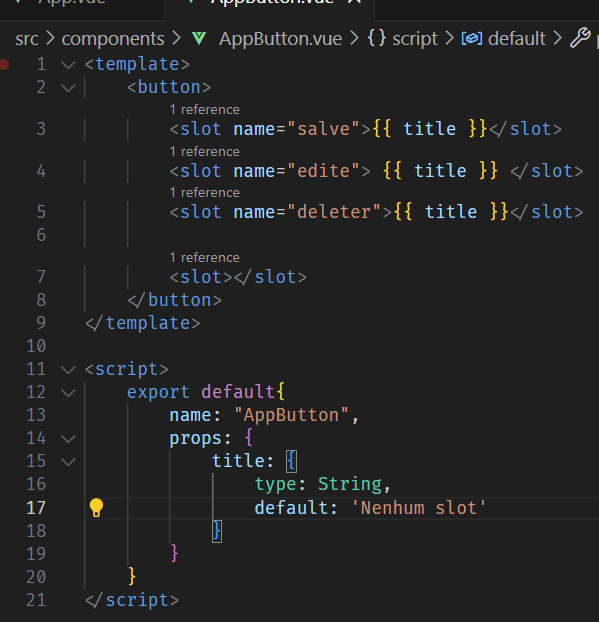 App.vue AppButton.vue
src > components > AppButton.vue > {} script > default >
1 <template>
2 <button>
1 reference
3 <slot name="salve">{{ title }}</slot>
1 reference
4 <slot name="edite"> {{ title }} </slot>
1 reference
5 <slot name="deleter">{{ title }}</slot>
6
1 reference
7 <slot></slot>
8 </button>
9 </template>
10
11 <script>
12 export default{
13 name: "AppButton",
14 props: {
15 title: {
16 type: String,
17 default: 'Nenhum slot'
18 }
19 }
20 }
21 </script>